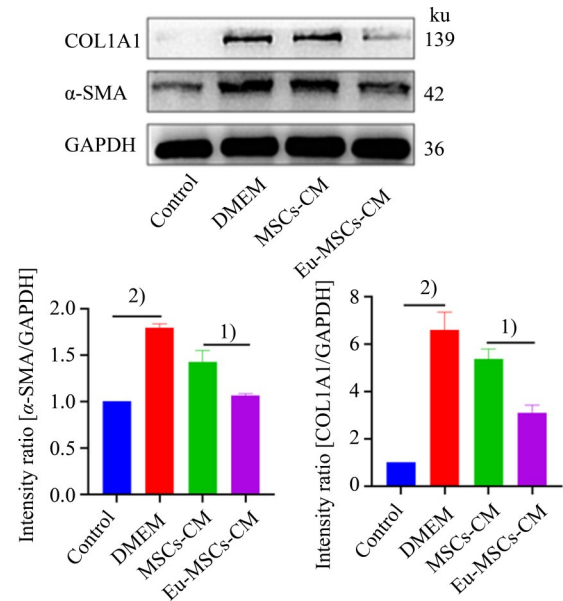 ku
COL1A1
139
α-SMA
42
GAPDH
36
Control
DMEM
MSCs-CM
Eu-MSCs-CM
Intensity ratio [α-SMA/GAPDH]
2.0
1.5
1.0
0.5
0.0
2)
1)
Control
DMEM
MSCs-CM
Eu-MSCs-CM
Intensity ratio [COL1A1/GAPDH]
8
6
4
2
0
2)
1)
Control
DMEM
MSCs-CM
Eu-MSCs-CM